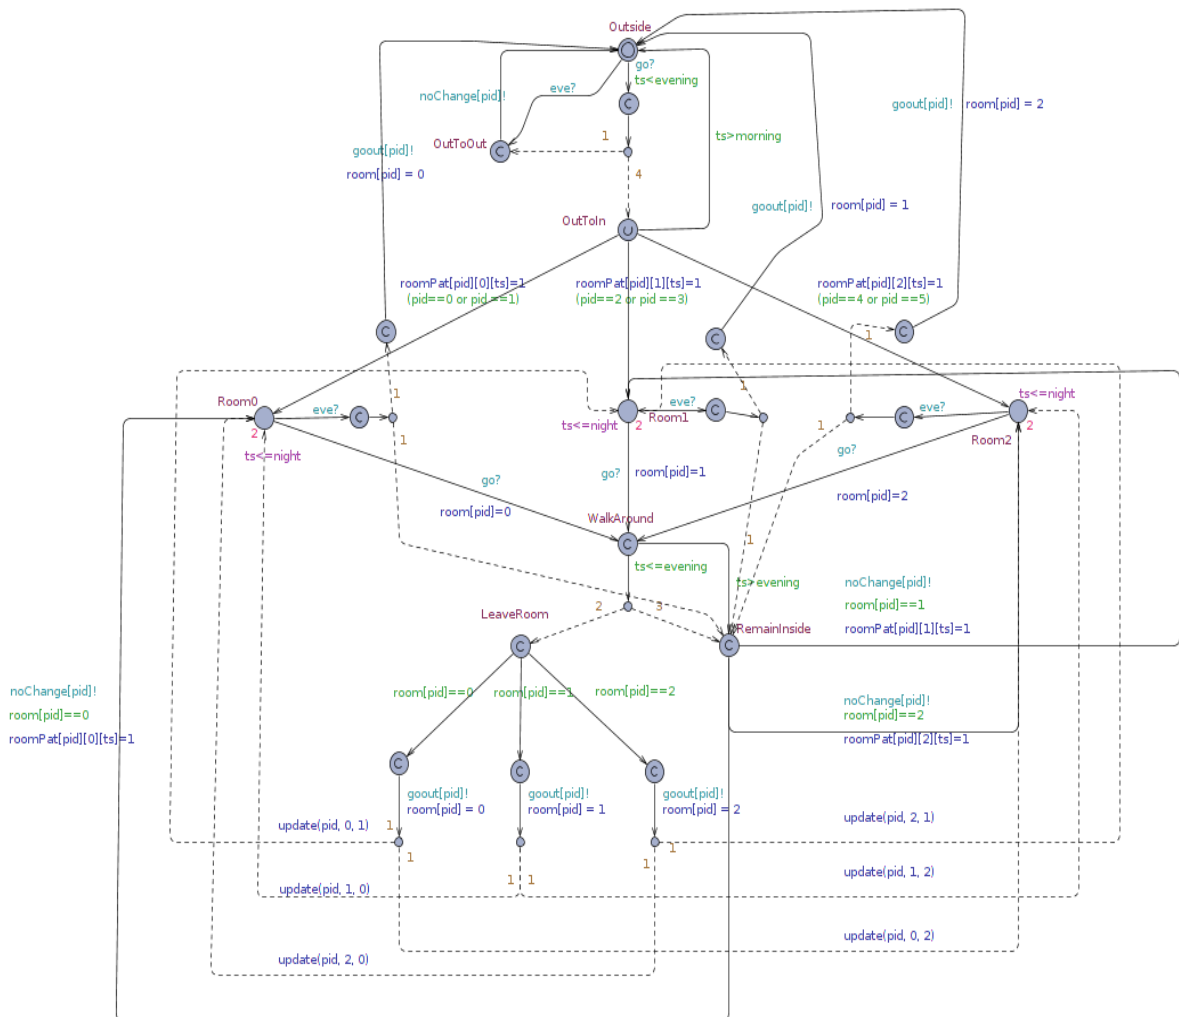 Outside
go?
ts<evening
eve?
noChange[pid]!
C
goout[pid]!
room[pid] = 2
1
ts>morning
OutToOut
C
goout[pid]!
room[pid] = 0
4
goout[pid]!
room[pid] = 1
OutToIn
U
roomPat[pid][0][ts]=1
(pid==0 or pid ==1)
roomPat[pid][1][ts]=1
(pid==2 or pid ==3)
roomPat[pid][2][ts]=1
(pid==4 or pid ==5)
C
C
C
1
1
1
Room0
eve?
C
2
ts<=night
1
eve?
C
Room1
ts<=night
2
1
C
eve?
ts<=night
2
Room2
go?
room[pid]=0
go?
room[pid]=1
go?
room[pid]=2
WalkAround
C
1
ts<=evening
ts>evening
noChange[pid]!
room[pid]==1
roomPat[pid][1][ts]=1
2
3
LeaveRoom
C
RemainInside
C
room[pid]==0
room[pid]==1
room[pid]==2
noChange[pid]!
room[pid]==0
roomPat[pid][0][ts]=1
noChange[pid]!
room[pid]==2
roomPat[pid][2][ts]=1
C
C
C
goout[pid]!
room[pid] = 0
goout[pid]!
room[pid] = 1
goout[pid]!
room[pid] = 2
update(pid, 0, 1)
1
1
1
1
update(pid, 2, 1)
update(pid, 1, 0)
1
1
update(pid, 1, 2)
update(pid, 0, 2)
update(pid, 2, 0)